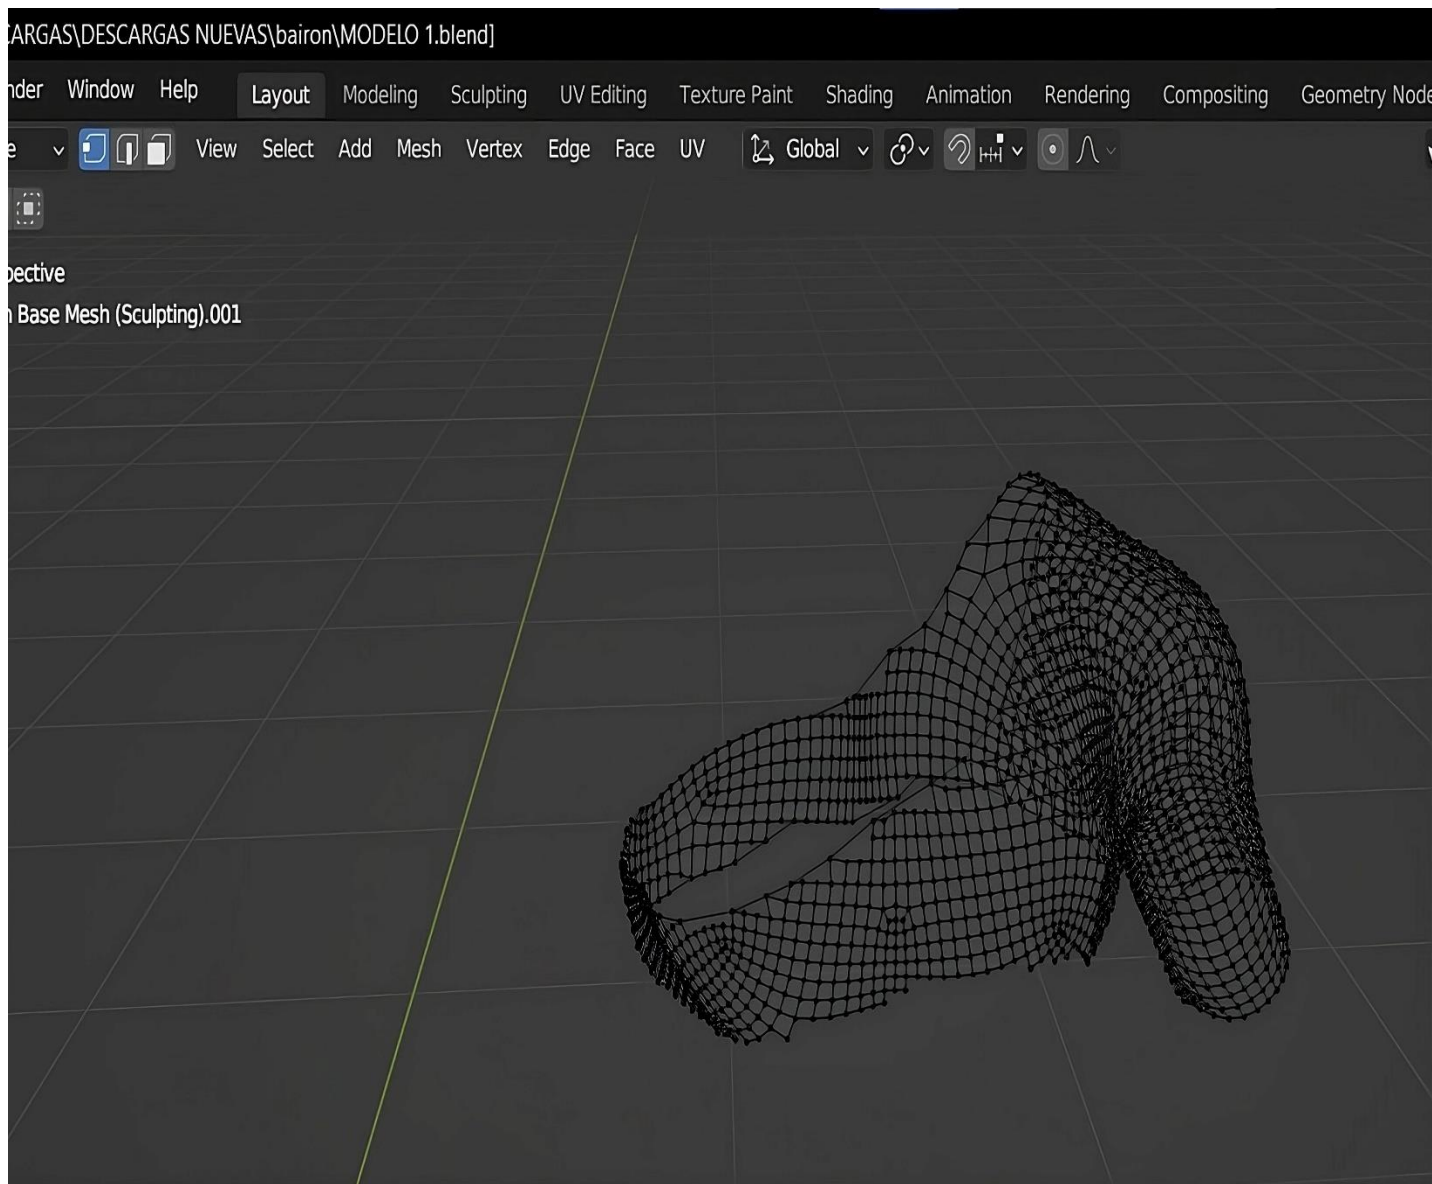 CARGAS\DESCARGAS NUEVAS\bairon\MODELO 1.blend]
nder Window Help Layout Modeling Sculpting UV Editing Texture Paint Shading Animation Rendering Compositing Geometry Node
e View Select Add Mesh Vertex Edge Face UV Global
pective
n Base Mesh (Sculpting).001